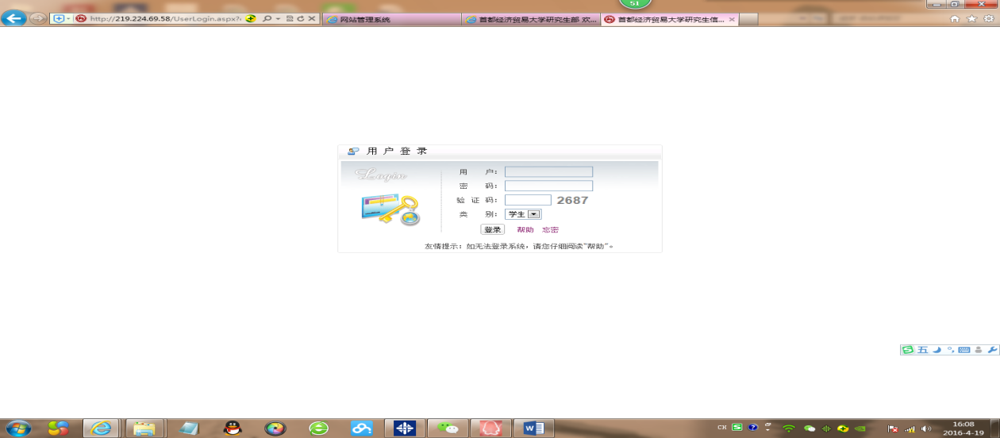 51
http://219.224.69.58/UserLogin.aspx?
网站管理系统
首都经济贸易大学研究生部 欢...
首都经济贸易大学研究生信...
用户登录
Login
用 户:
密 码:
验 证 码:
2687
类 别:
学生
登录 帮助 忘密
友情提示:如无法登录系统,请您仔细阅读"帮助"。
五
CH
16:08
2016-4-19